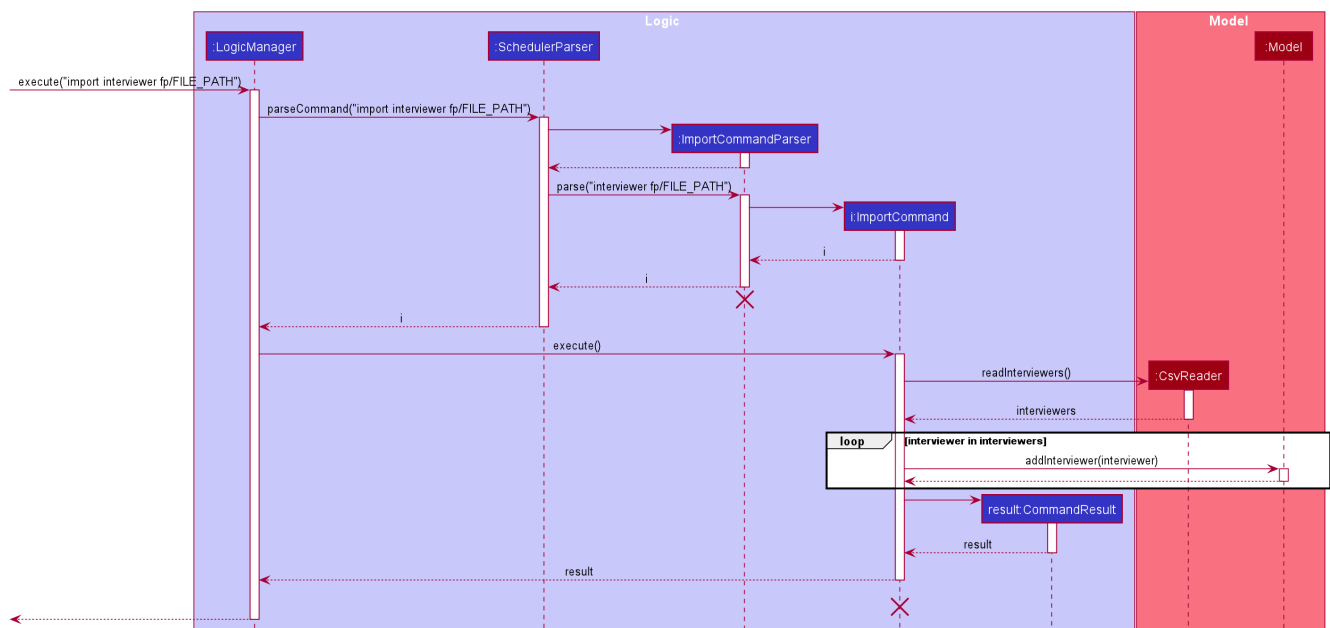 Logic
Model
:LogicManager
:SchedulerParser
:Model
execute("import interviewer fp/FILE_PATH")
parseCommand("import interviewer fp/FILE_PATH")
:ImportCommandParser
parse("interviewer fp/FILE_PATH")
i:ImportCommand
i
i
i
execute()
readInterviewers()
:CsvReader
interviewers
loop
[interviewer in interviewers]
addInterviewer(interviewer)
result:CommandResult
result
result